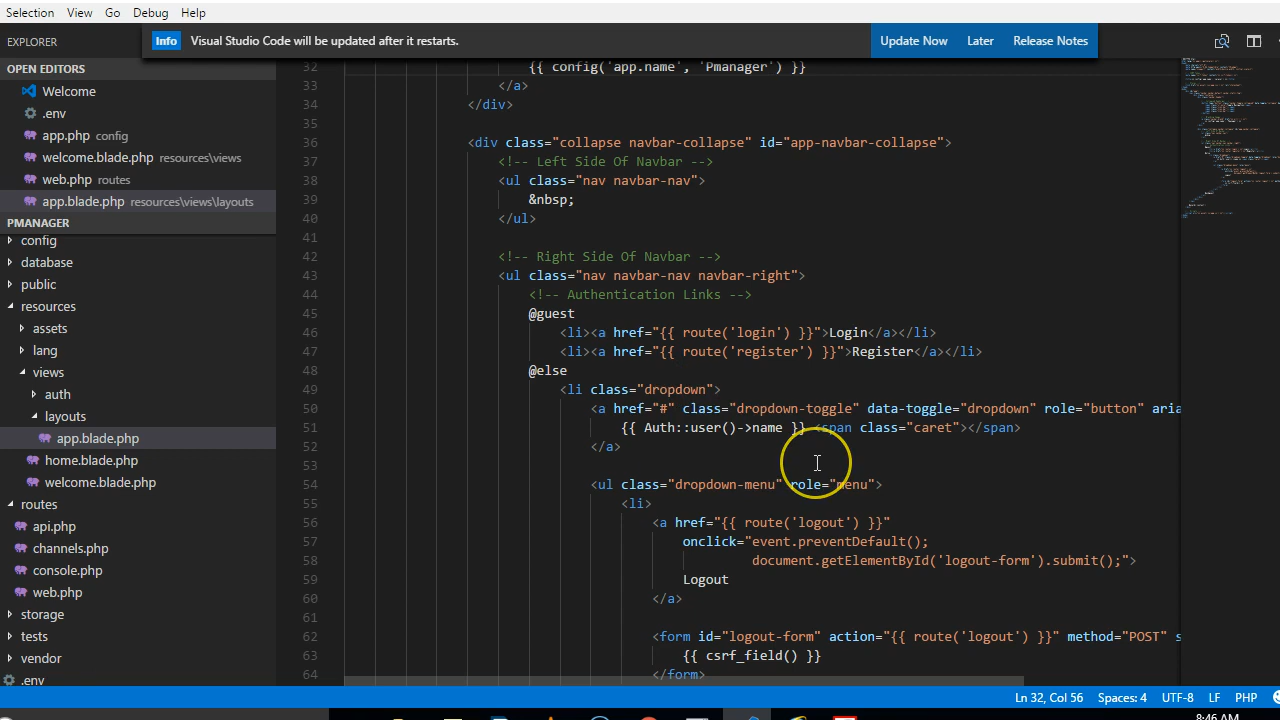 Selection View Go Debug Help
EXPLORER
Info Visual Studio Code will be updated after it restarts. Update Now Later Release Notes
OPEN EDITORS
Welcome
.env
app.php config
welcome.blade.php resources\views
web.php routes
app.blade.php resources\views\layouts
PMANAGER
config
database
public
resources
assets
lang
views
auth
layouts
app.blade.php
home.blade.php
welcome.blade.php
routes
api.php
channels.php
console.php
web.php
storage
tests
vendor
.env
32 {{ config('app.name', 'Pmanager') }}
33 </a>
34 </div>
35
36 <div class="collapse navbar-collapse" id="app-navbar-collapse">
37 <!-- Left Side Of Navbar -->
38 <ul class="nav navbar-nav">
39 &nbsp;
40 </ul>
41
42 <!-- Right Side Of Navbar -->
43 <ul class="nav navbar-nav navbar-right">
44 <!-- Authentication Links -->
45 @guest
46 <li><a href="{{ route('login') }}">Login</a></li>
47 <li><a href="{{ route('register') }}">Register</a></li>
48 @else
49 <li class="dropdown">
50 <a href="#" class="dropdown-toggle" data-toggle="dropdown" role="button" aria
51 {{ Auth::user()->name }} <span class="caret"></span>
52 </a>
53
54 <ul class="dropdown-menu" role="menu">
55 <li>
56 <a href="{{ route('logout') }}"
57 onclick="event.preventDefault();
58 document.getElementById('logout-form').submit();">
59 Logout
60 </a>
61
62 <form id="logout-form" action="{{ route('logout') }}" method="POST" s
63 {{ csrf_field() }}
64 </form>
Ln 32, Col 56 Spaces: 4 UTF-8 LF PHP
8:46 AM